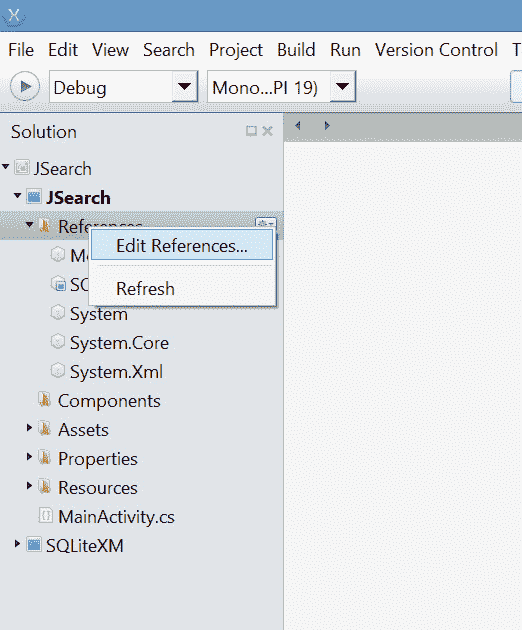 X
File Edit View Search Project Build Run Version Control T
Debug Mono...PI 19)
Solution
JSearch
JSearch
References
Edit References...
Refresh
System
System.Core
System.Xml
Components
Assets
Properties
Resources
MainActivity.cs
SQLiteXM